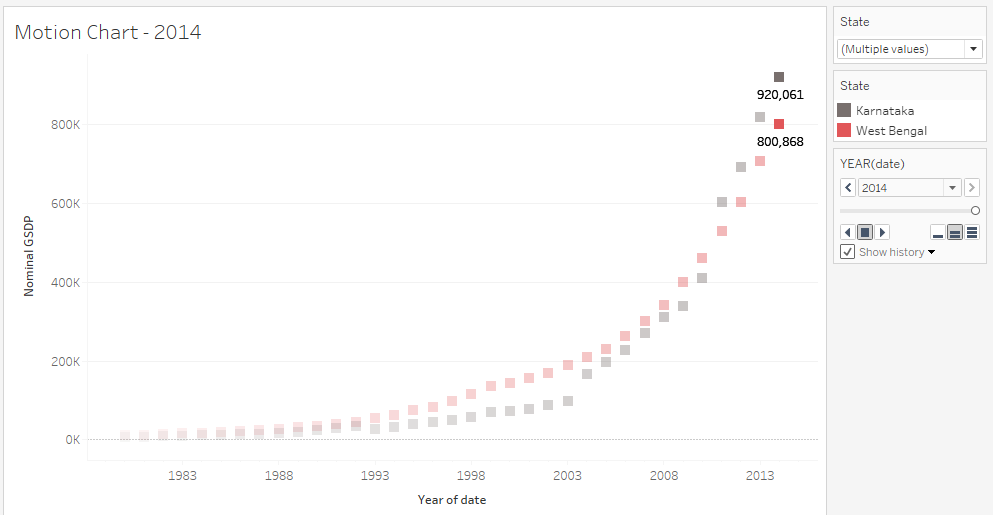 Motion Chart - 2014
920,061
800,868
800K
600K
400K
200K
0K
Nominal GSDP
1983 1988 1993 1998 2003 2008 2013
Year of date
State
(Multiple values)
State
Karnataka
West Bengal
YEAR(date)
2014
Show history